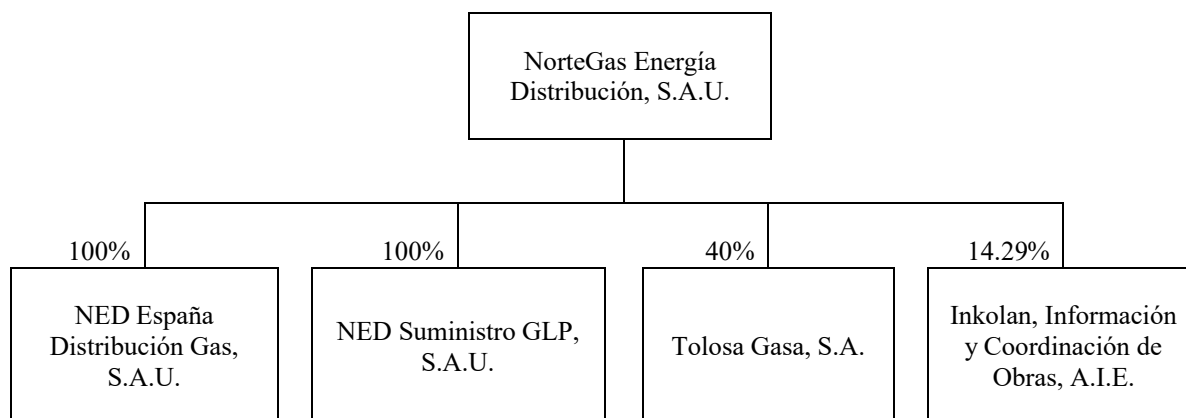 NorteGas Energía
Distribución, S.A.U.
100%
100%
40%
14.29%
NED España
Distribución Gas,
S.A.U.
NED Suministro GLP,
S.A.U.
Tolosa Gasa, S.A.
Inkolan, Información
y Coordinación de
Obras, A.I.E.